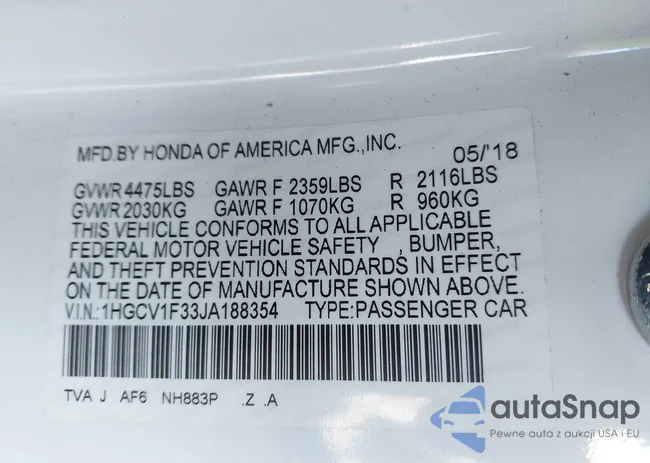 MFD.BY HONDA OF AMERICA MFG.,INC.
05/'18
GVWR 4475LBS GAWR F 2359LBS R 2116LBS
GVWR 2030KG GAWR F 1070KG R 960KG
THIS VEHICLE CONFORMS TO ALL APPLICABLE
FEDERAL MOTOR VEHICLE SAFETY , BUMPER,
AND THEFT PREVENTION STANDARDS IN EFFECT
ON THE DATE OF MANUFACTURE SHOWN ABOVE.
V.I.N.:1HGCV1F33JA188354 TYPE:PASSENGER CAR
TVA J AF6 NH883P .Z .A
autaSnap
Pewne auta z aukcji USA i EU